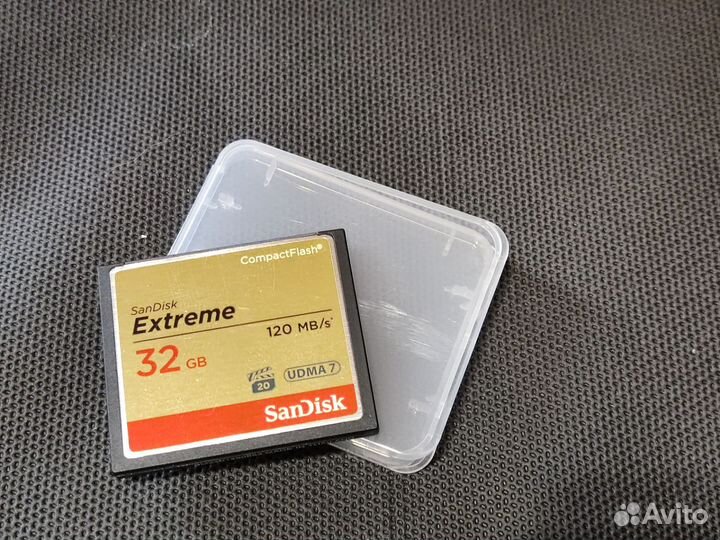 CompactFlash®
SanDisk
Extreme
120 MB/s*
32 GB
20 UDMA 7
SanDisk
Avito